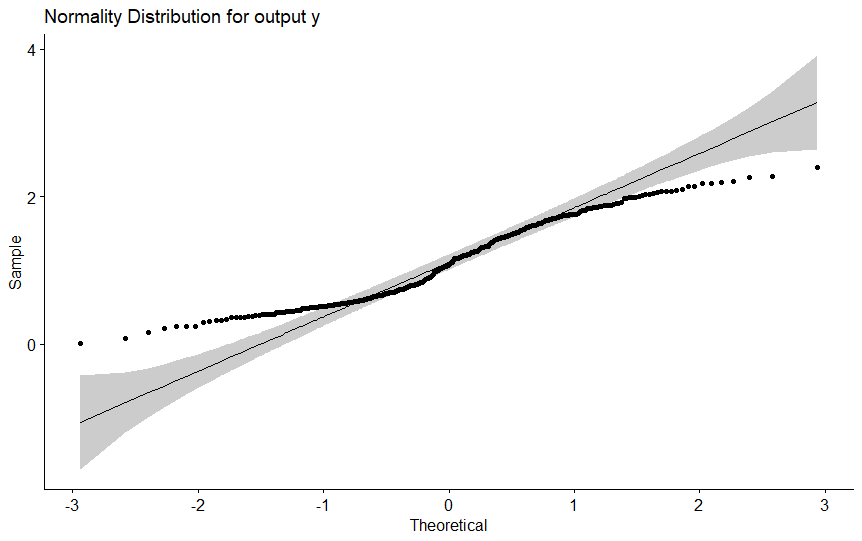 Normality Distribution for output y
4
2
0
Sample
-3 -2 -1 0 1 2 3
Theoretical